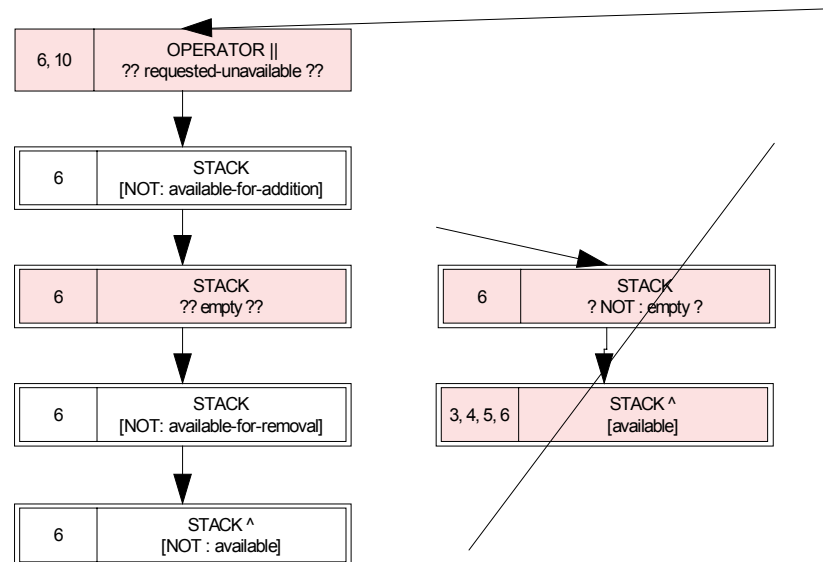 6, 10
OPERATOR ||
?? requested-unavailable ??
6
STACK
[NOT: available-for-addition]
6
STACK
?? empty ??
6
STACK
[NOT: available-for-removal]
6
STACK ^
[NOT : available]
6
STACK
? NOT : empty ?
3, 4, 5, 6
STACK ^
[available]